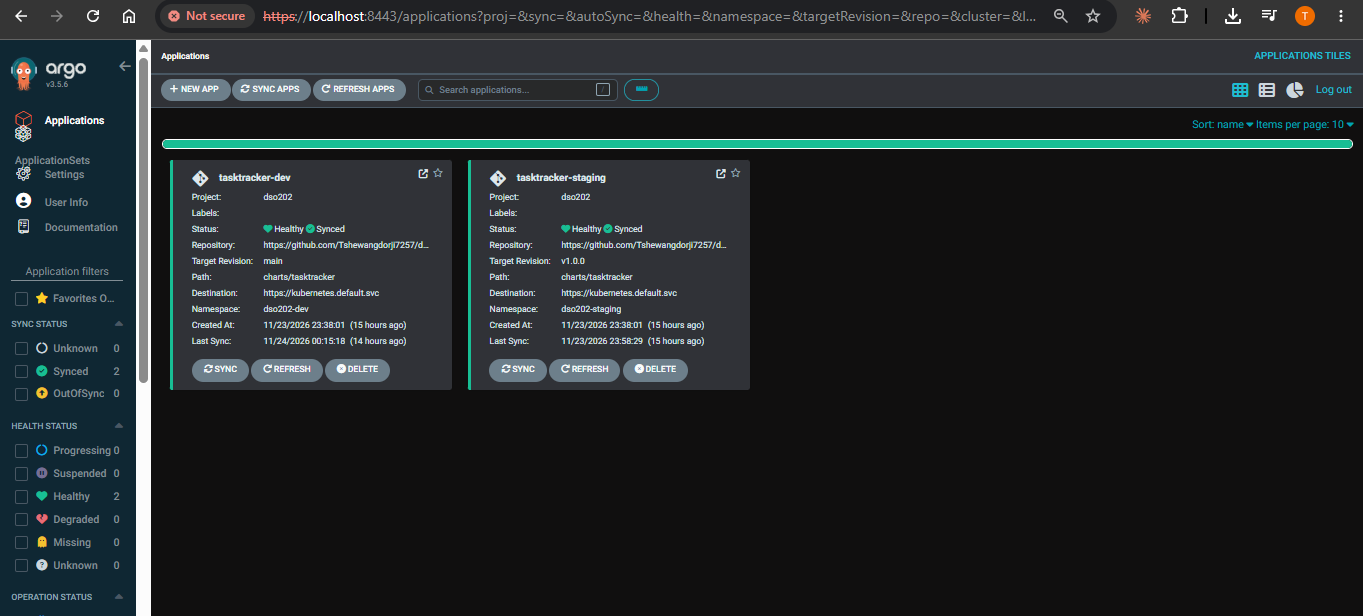 Not secure
https://localhost:8443/applications?proj=&sync=&autoSync=&health=&namespace=&targetRevision=&repo=&cluster=&l...
T
argo
v3.5.6
Applications
ApplicationSets
Settings
User Info
Documentation
Application filters
Favorites O...
SYNC STATUS
Unknown 0
Synced 2
OutOfSync 0
HEALTH STATUS
Progressing 0
Suspended 0
Healthy 2
Degraded 0
Missing 0
Unknown 0
OPERATION STATUS
Applications
APPLICATIONS TILES
+ NEW APP
SYNC APPS
REFRESH APPS
Search applications...
/
Log out
Sort: name
Items per page: 10
tasktracker-dev
Project: dso202
Labels:
Status: Healthy Synced
Repository: https://github.com/Tshewangdorji7257/d...
Target Revision: main
Path: charts/tasktracker
Destination: https://kubernetes.default.svc
Namespace: dso202-dev
Created At: 11/23/2026 23:38:01 (15 hours ago)
Last Sync: 11/24/2026 00:15:18 (14 hours ago)
SYNC
REFRESH
DELETE
tasktracker-staging
Project: dso202
Labels:
Status: Healthy Synced
Repository: https://github.com/Tshewangdorji7257/d...
Target Revision: v1.0.0
Path: charts/tasktracker
Destination: https://kubernetes.default.svc
Namespace: dso202-staging
Created At: 11/23/2026 23:38:01 (15 hours ago)
Last Sync: 11/23/2026 23:58:29 (15 hours ago)
SYNC
REFRESH
DELETE